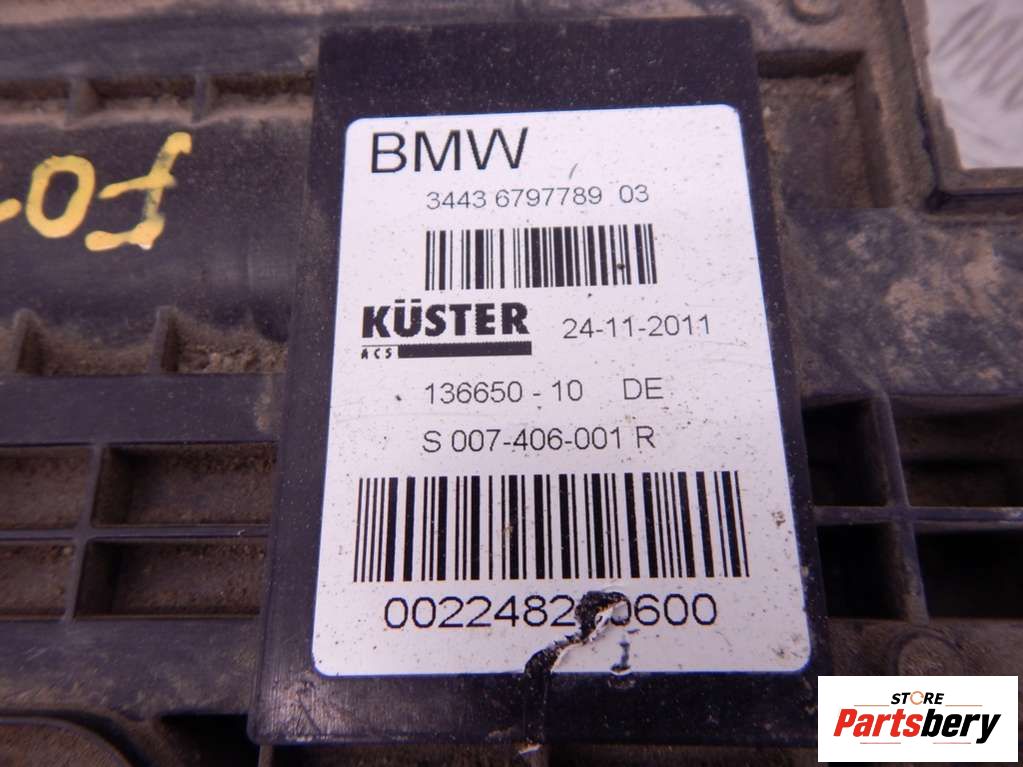 BMW
3443 6797789 03
KÜSTER
ACS
24-11-2011
136650 - 10 DE
S 007-406-001 R
STORE
Partsbery